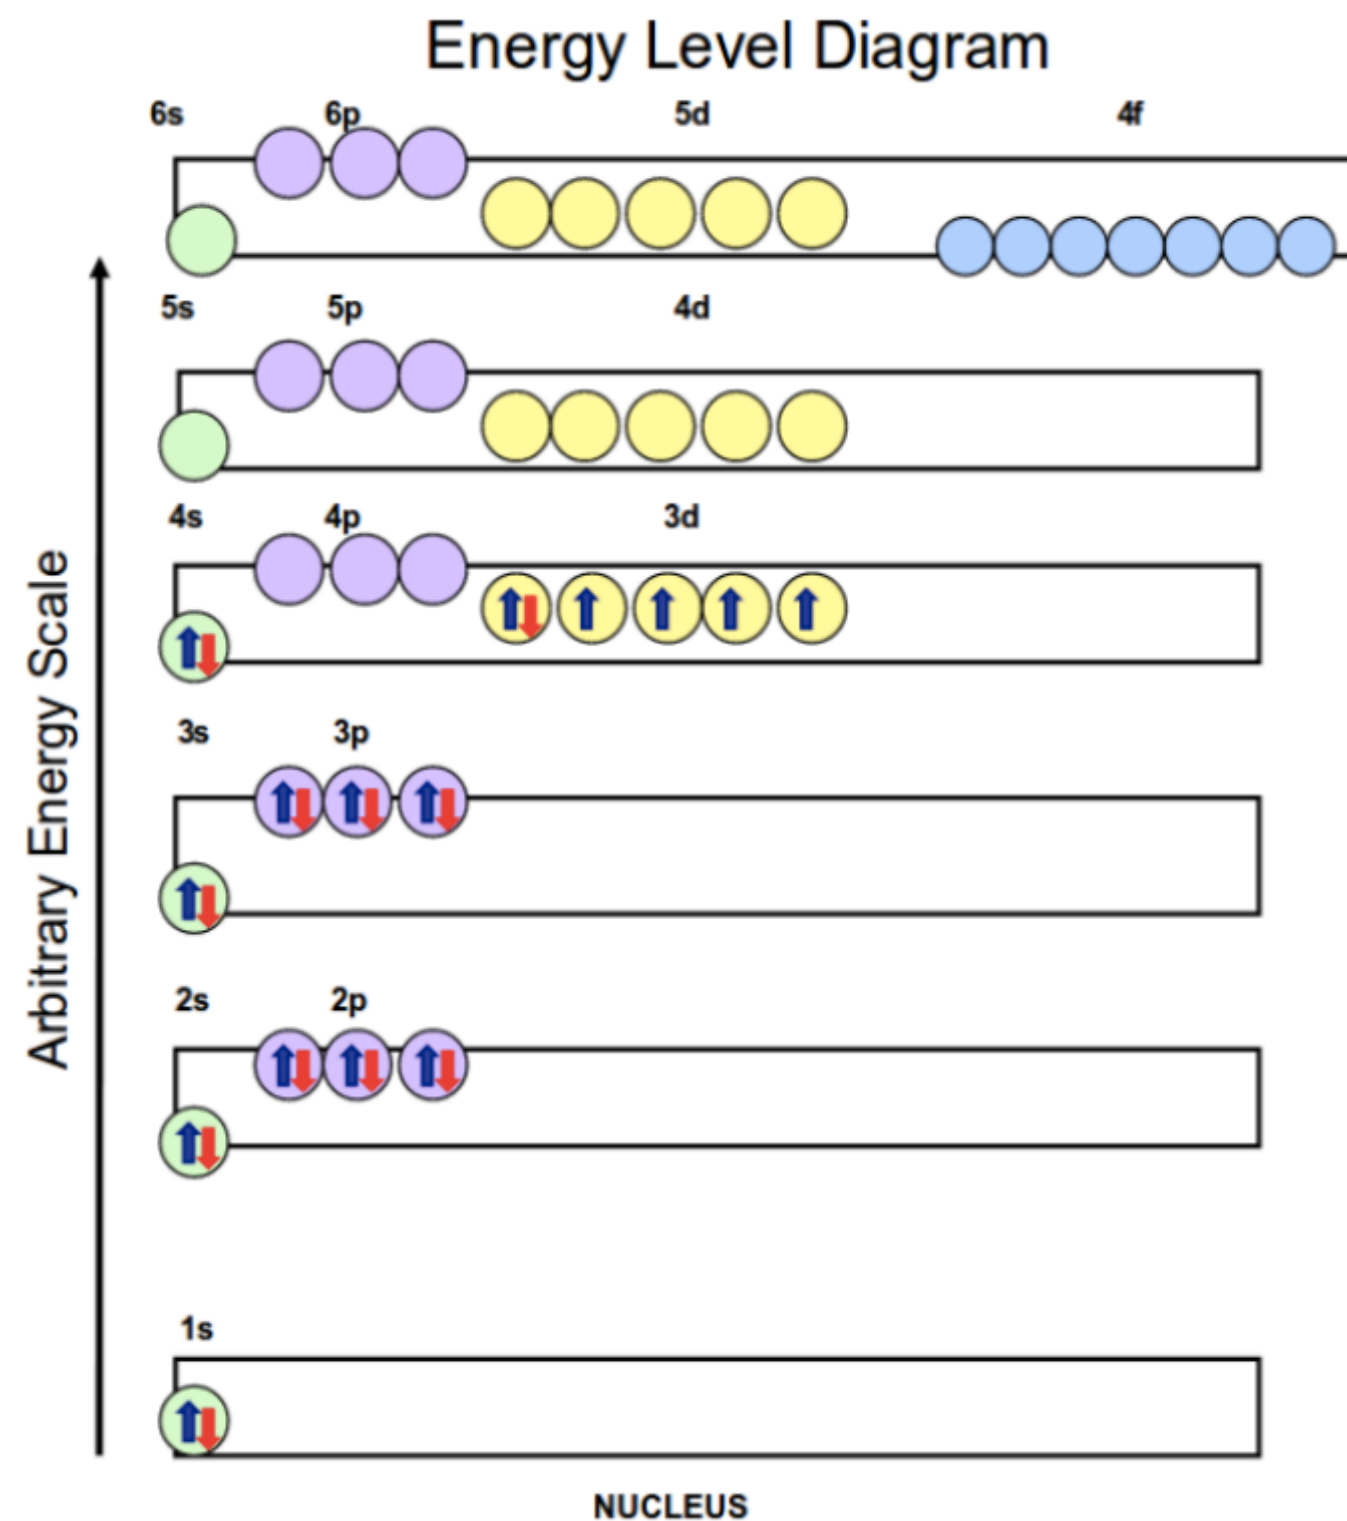 Energy Level Diagram
6s 6p 5d 4f
5s 5p 4d
4s 4p 3d
3s 3p
2s 2p
1s
Arbitrary Energy Scale
NUCLEUS